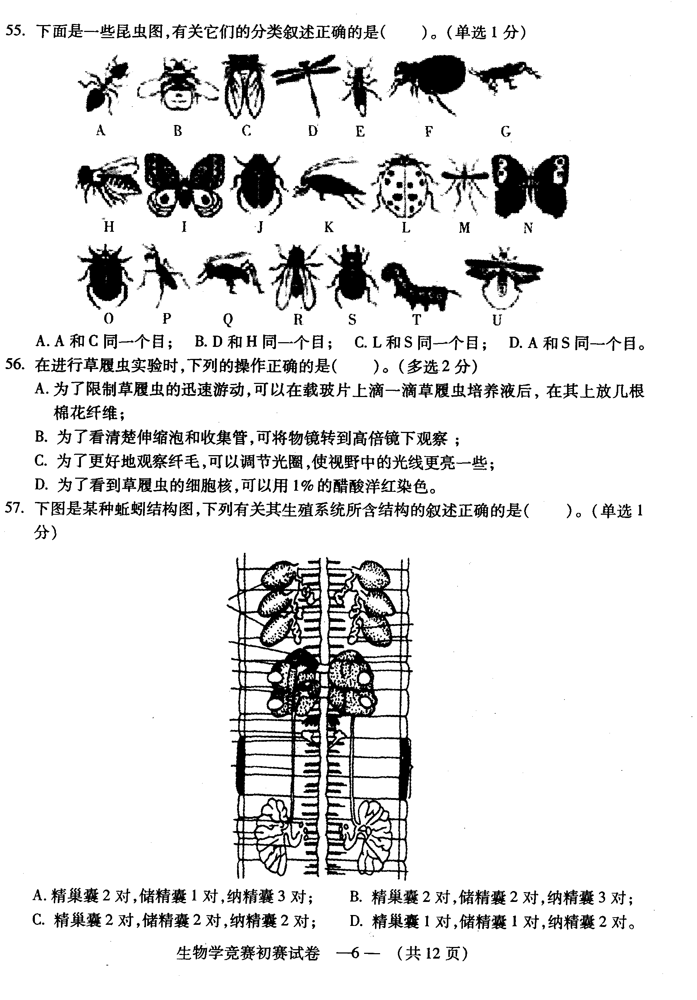 55. 下面是一些昆虫图,有关它们的分类叙述正确的是(　　)。(单选1分)
A B C D E F G
H I J K L M N
O P Q R S T U
A. A 和 C 同一个目; B. D 和 H 同一个目; C. L 和 S 同一个目; D. A 和 S 同一个目。
56. 在进行草履虫实验时,下列的操作正确的是(　　)。(多选2分)
A. 为了限制草履虫的迅速游动,可以在载玻片上滴一滴草履虫培养液后, 在其上放几根
棉花纤维;
B. 为了看清楚伸缩泡和收集管,可将物镜转到高倍镜下观察 ;
C. 为了更好地观察纤毛,可以调节光圈,使视野中的光线更亮一些;
D. 为了看到草履虫的细胞核,可以用1%的醋酸洋红染色。
57. 下图是某种蚯蚓结构图,下列有关其生殖系统所含结构的叙述正确的是(　　)。(单选1
分)
A. 精巢囊2对,储精囊1对,纳精囊3对; B. 精巢囊2对,储精囊2对,纳精囊3对;
C. 精巢囊2对,储精囊2对,纳精囊2对; D. 精巢囊1对,储精囊1对,纳精囊2对。
生物学竞赛初赛试卷 —6— (共12页)